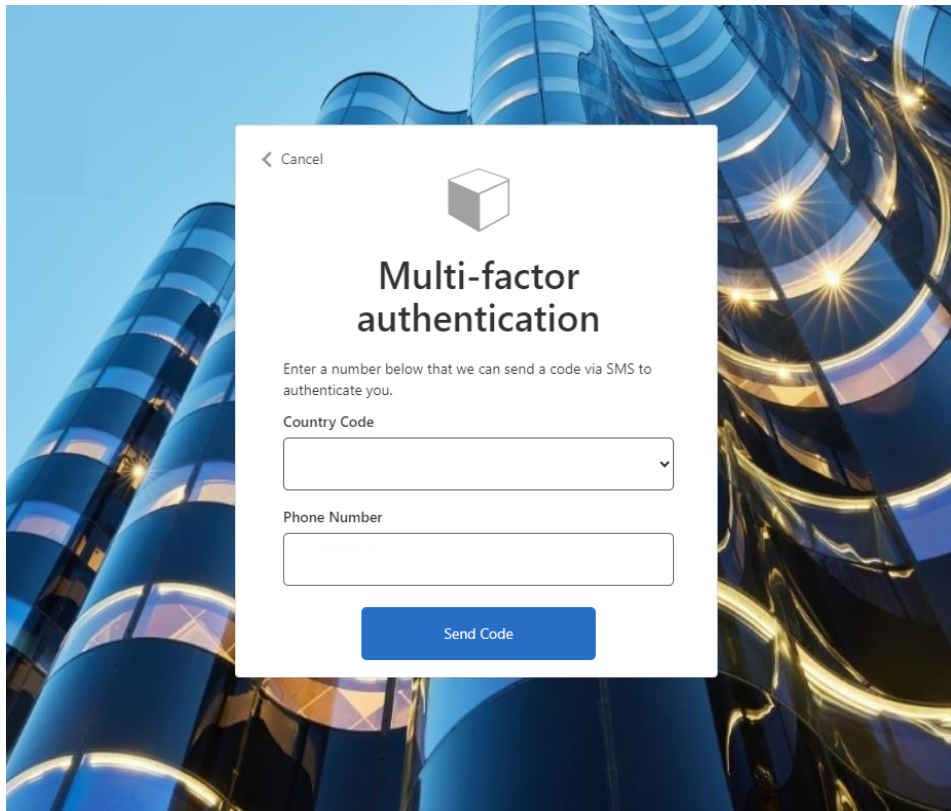 Cancel
Multi-factor
authentication
Enter a number below that we can send a code via SMS to
authenticate you.
Country Code
Phone Number
Send Code